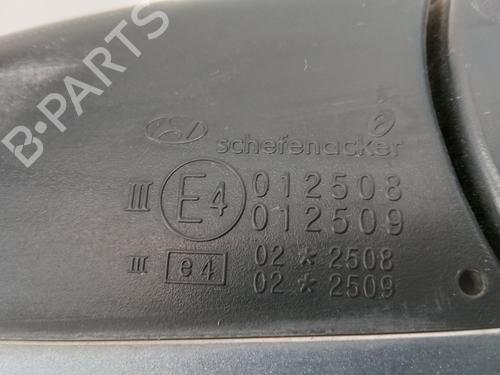 B-PARTS
schefenacker
III E4 012508
012509
III e4 02 * 2508
02 * 2509